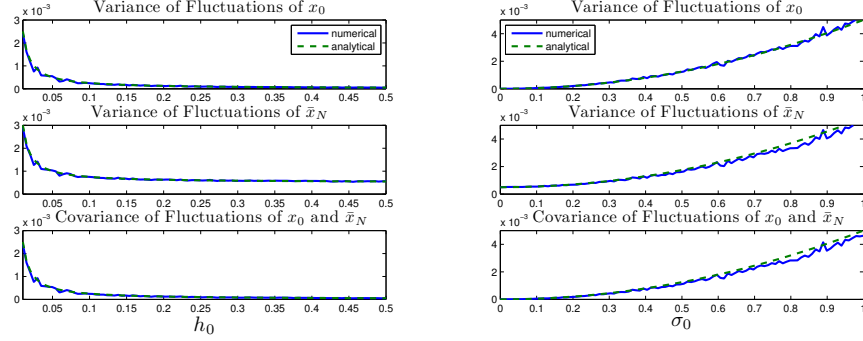 Variance of Fluctuations of x₀
x 10⁻³
3
2
1
0
numerical
analytical
0.05 0.1 0.15 0.2 0.25 0.3 0.35 0.4 0.45 0.5
Variance of Fluctuations of x̄_N
x 10⁻³
3
2
1
0
0.05 0.1 0.15 0.2 0.25 0.3 0.35 0.4 0.45 0.5
Covariance of Fluctuations of x₀ and x̄_N
x 10⁻³
3
2
1
0
0.05 0.1 0.15 0.2 0.25 0.3 0.35 0.4 0.45 0.5
h₀
Variance of Fluctuations of x₀
x 10⁻³
4
2
0
numerical
analytical
0 0.1 0.2 0.3 0.4 0.5 0.6 0.7 0.8 0.9 1
Variance of Fluctuations of x̄_N
x 10⁻³
4
2
0
0 0.1 0.2 0.3 0.4 0.5 0.6 0.7 0.8 0.9 1
Covariance of Fluctuations of x₀ and x̄_N
x 10⁻³
4
2
0
0 0.1 0.2 0.3 0.4 0.5 0.6 0.7 0.8 0.9 1
σ₀